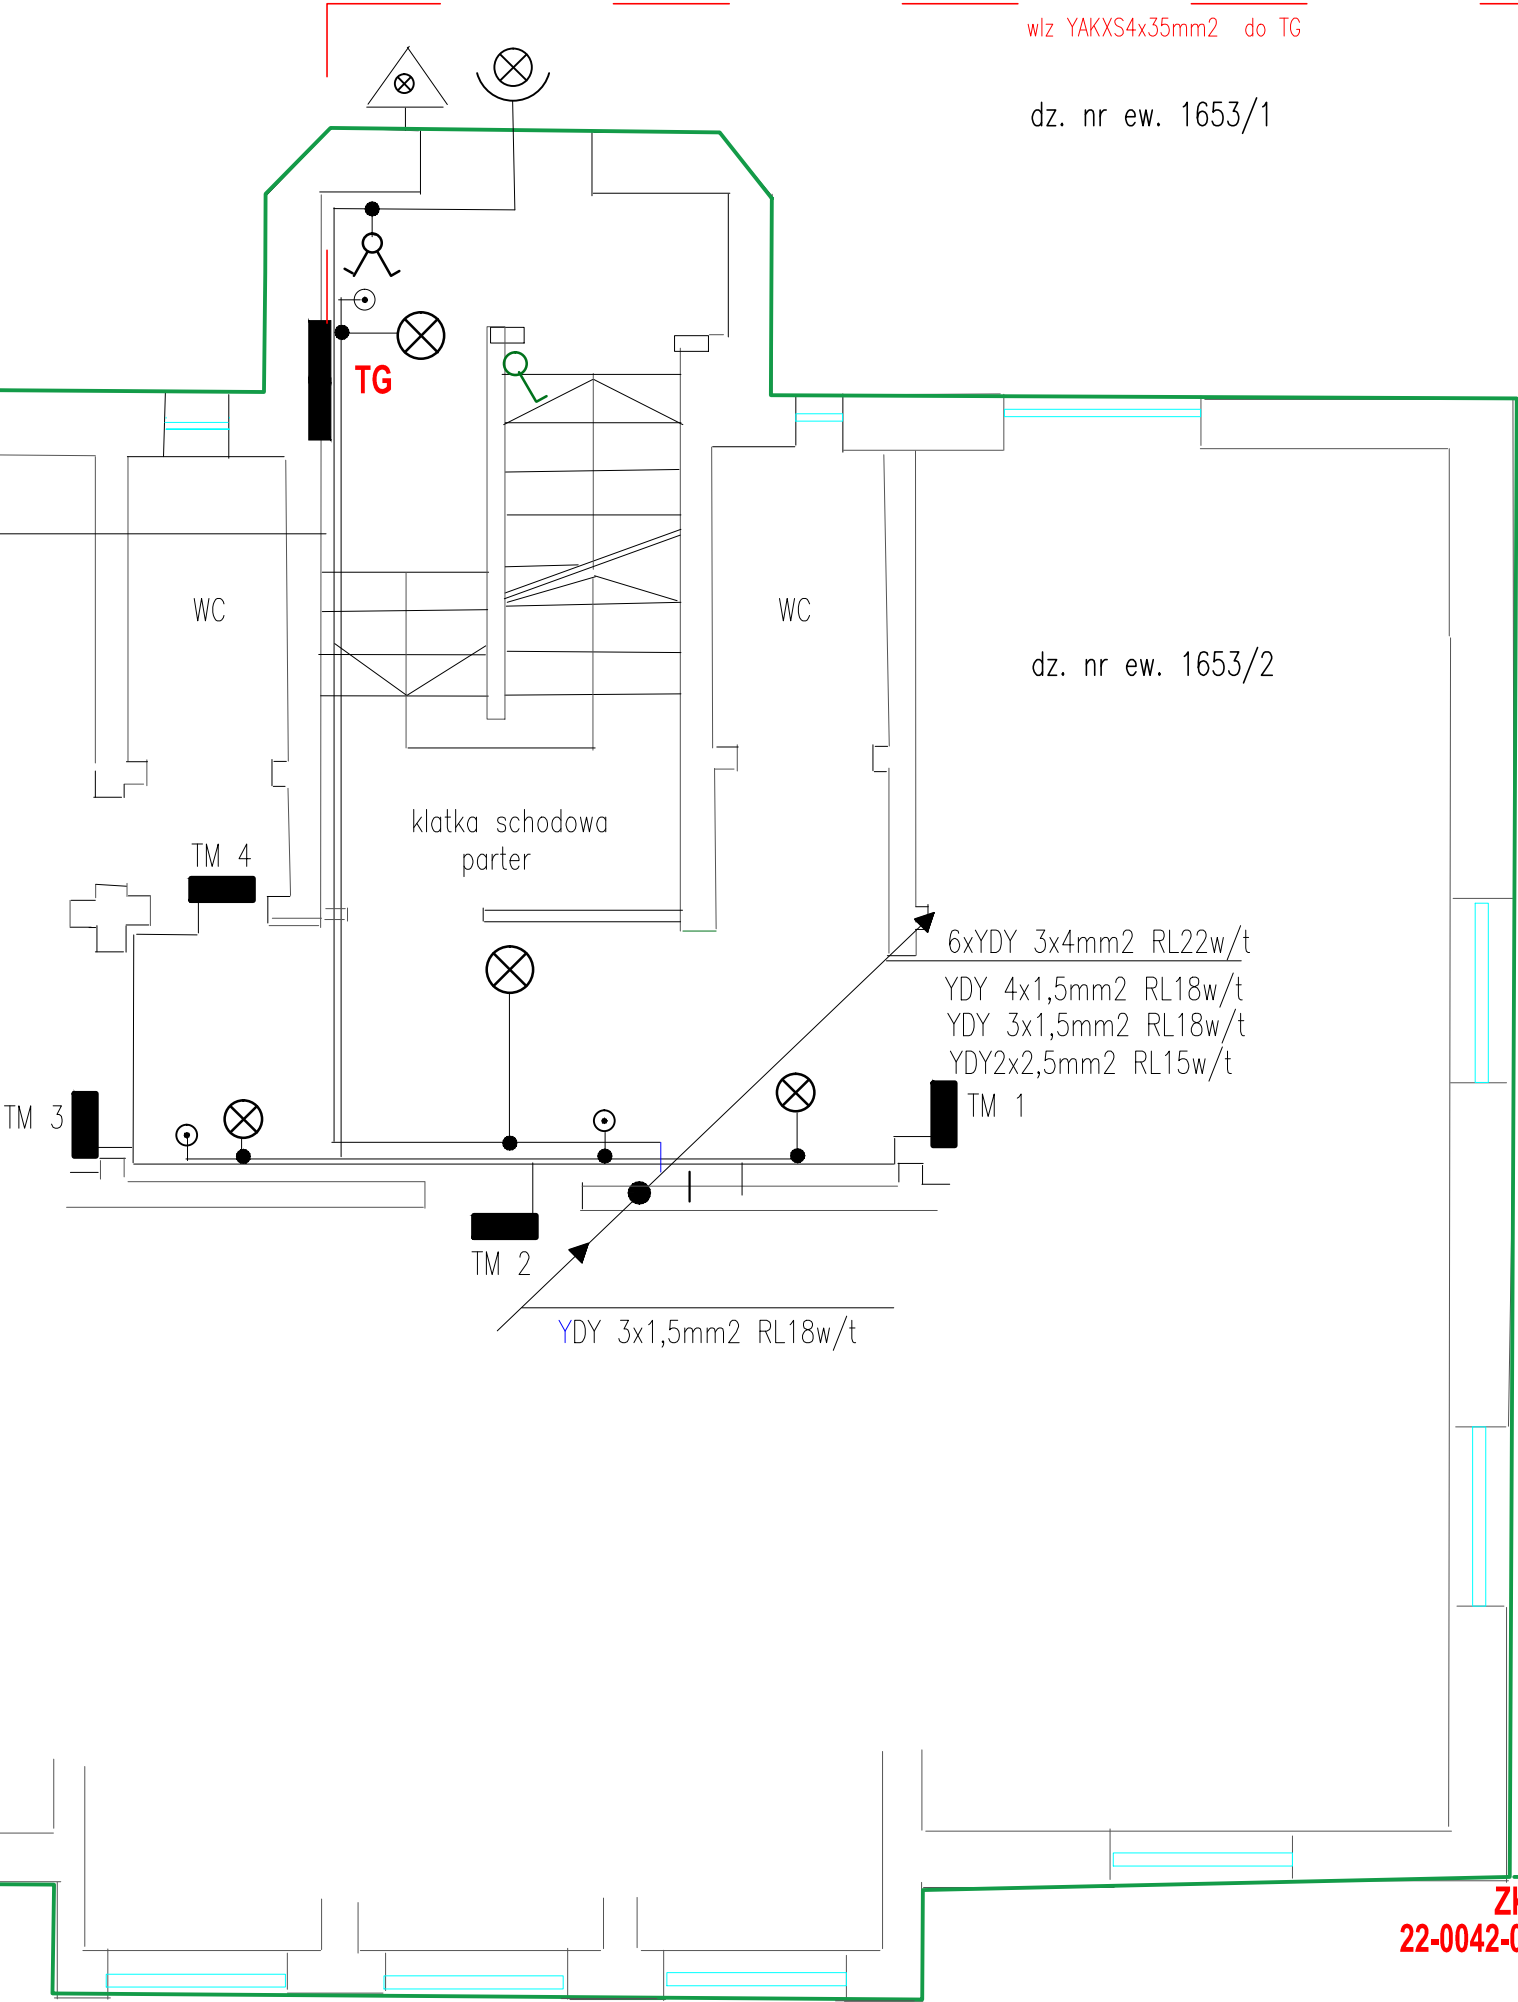 wlz YAKXS4x35mm2 do TG
dz. nr ew. 1653/1
TG
WC
WC
dz. nr ew. 1653/2
klatka schodowa
parter
TM 4
6xYDY 3x4mm2 RL22w/t
YDY 4x1,5mm2 RL18w/t
YDY 3x1,5mm2 RL18w/t
YDY2x2,5mm2 RL15w/t
TM 3
TM 1
TM 2
YDY 3x1,5mm2 RL18w/t
22-0042-